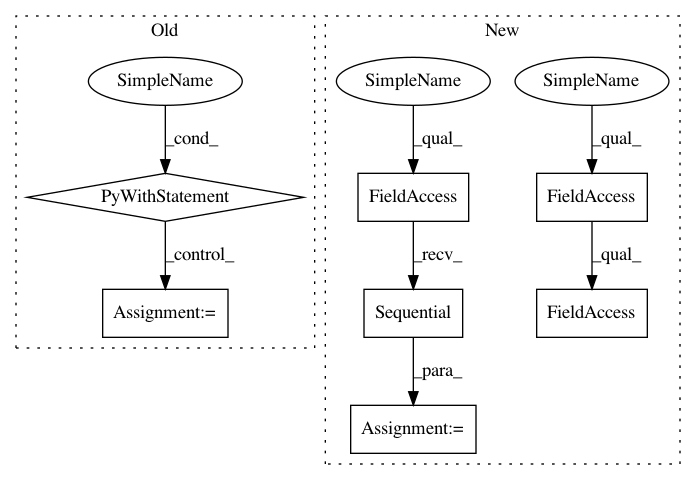 Old
New
SimpleName
SimpleName
SimpleName
_cond_
_qual_
_qual_
PyWithStatement
FieldAccess
FieldAccess
_control_
_recv_
_qual_
Assignment:=
Sequential
FieldAccess
_para_
Assignment:=